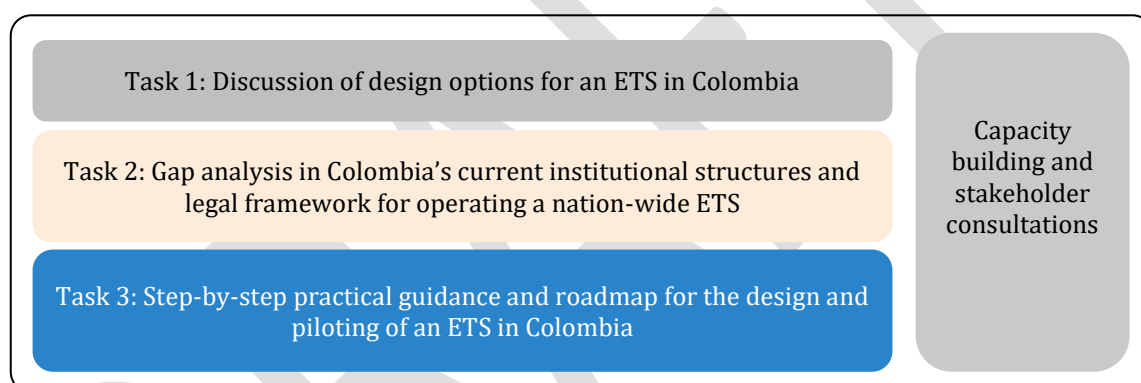 Task 1: Discussion of design options for an ETS in Colombia
Task 2: Gap analysis in Colombia's current institutional structures and
legal framework for operating a nation-wide ETS
Task 3: Step-by-step practical guidance and roadmap for the design and
piloting of an ETS in Colombia
Capacity
building and
stakeholder
consultations